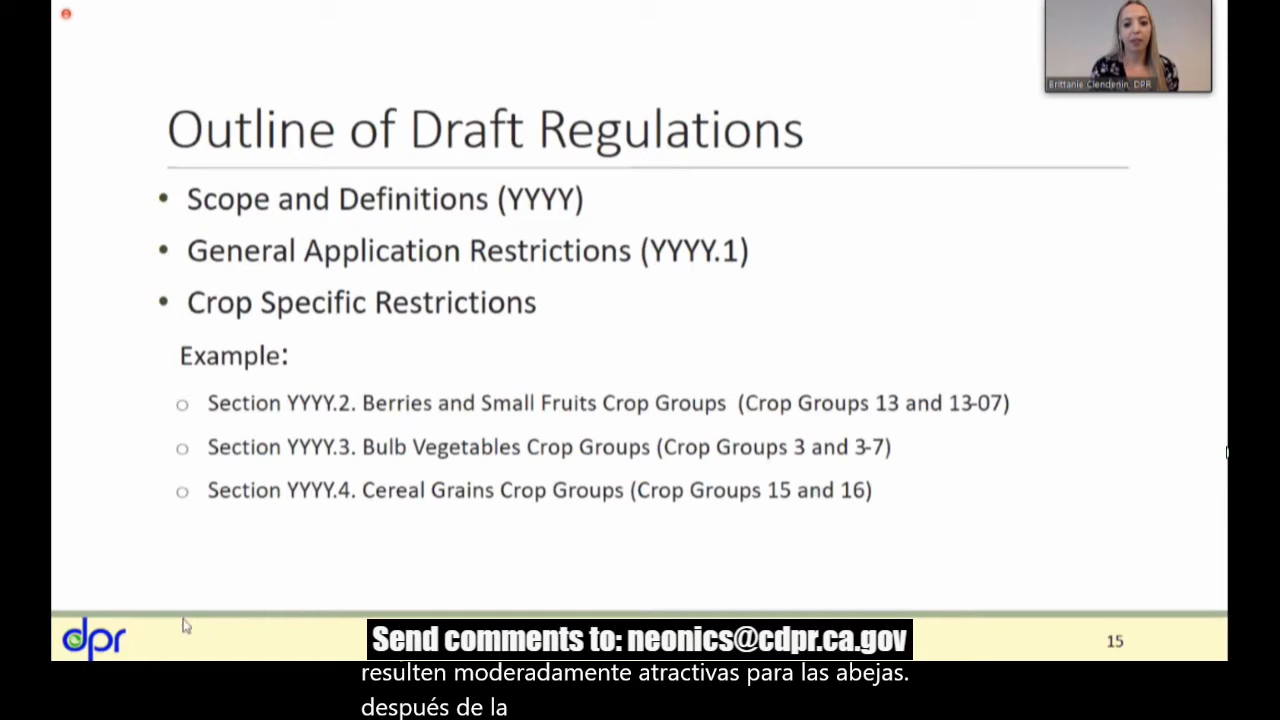 Brittanie Clendenin, DPR
Outline of Draft Regulations
• Scope and Definitions (YYYY)
• General Application Restrictions (YYYY.1)
• Crop Specific Restrictions
Example:
o Section YYYY.2. Berries and Small Fruits Crop Groups (Crop Groups 13 and 13-07)
o Section YYYY.3. Bulb Vegetables Crop Groups (Crop Groups 3 and 3-7)
o Section YYYY.4. Cereal Grains Crop Groups (Crop Groups 15 and 16)
dpr
Send comments to: neonics@cdpr.ca.gov
15
resulten moderadamente atractivas para las abejas.
después de la